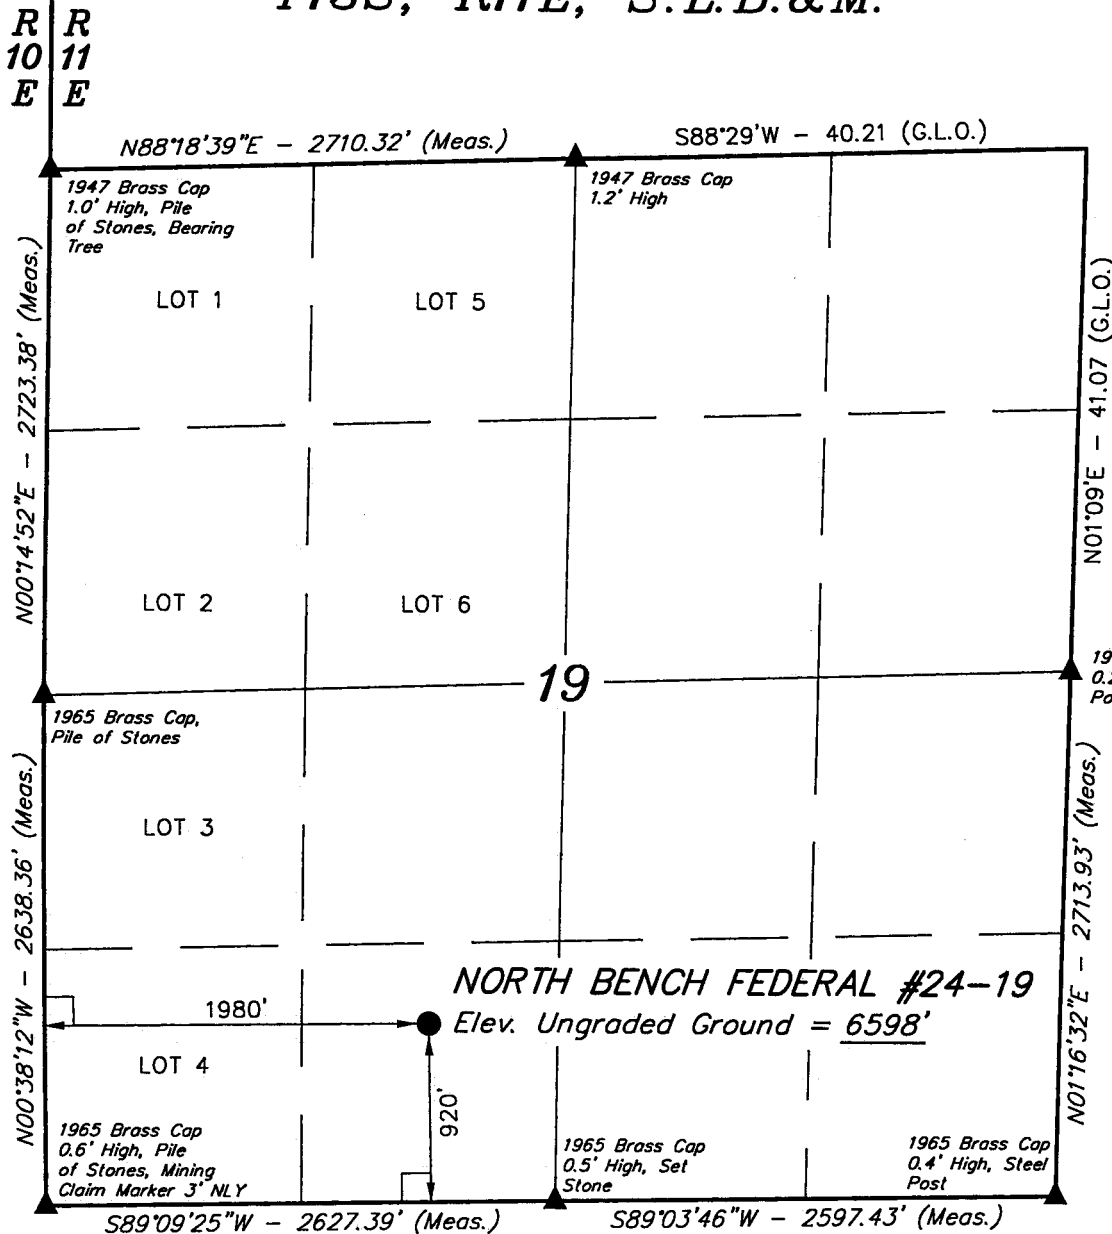 S.L.B.&M.
R R
10 11
E E
N88°18'39"E - 2710.32' (Meas.)
S88°29'W - 40.21 (G.L.O.)
1947 Brass Cap
1.0' High, Pile
of Stones, Bearing
Tree
1947 Brass Cap
1.2' High
N00°14'52"E - 2723.38' (Meas.)
LOT 1
LOT 5
N01°09'E - 41.07 (G.L.O.)
LOT 2
LOT 6
19
1965 Brass Cap,
Pile of Stones
LOT 3
N00°38'12"W - 2638.36' (Meas.)
N01°16'32"E - 2713.93' (Meas.)
NORTH BENCH FEDERAL #24-19
Elev. Ungraded Ground = 6598'
1980'
LOT 4
920'
1965 Brass Cap
0.6' High, Pile
of Stones, Mining
Claim Marker 3' NLY
1965 Brass Cap
0.5' High, Set
Stone
1965 Brass Cap
0.4' High, Steel
Post
S89°09'25"W - 2627.39' (Meas.)
S89°03'46"W - 2597.43' (Meas.)